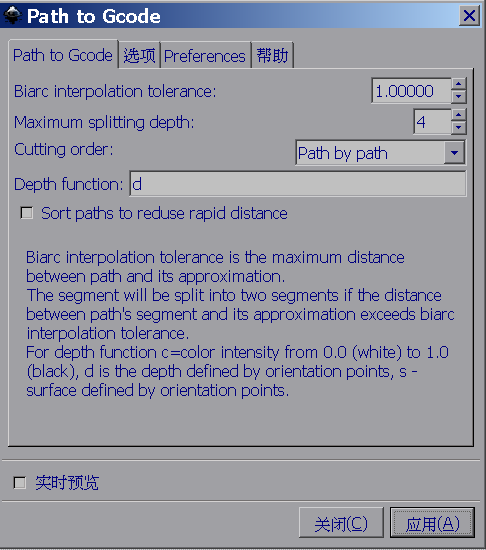 Path to Gcode
Path to Gcode 选项 Preferences 帮助
Biarc interpolation tolerance: 1.00000
Maximum splitting depth: 4
Cutting order: Path by path
Depth function: d
Sort paths to reduse rapid distance
Biarc interpolation tolerance is the maximum distance
between path and its approximation.
The segment will be split into two segments if the distance
between path's segment and its approximation exceeds biarc
interpolation tolerance.
For depth function c=color intensity from 0.0 (white) to 1.0
(black), d is the depth defined by orientation points, s -
surface defined by orientation points.
实时预览
关闭(C) 应用(A)